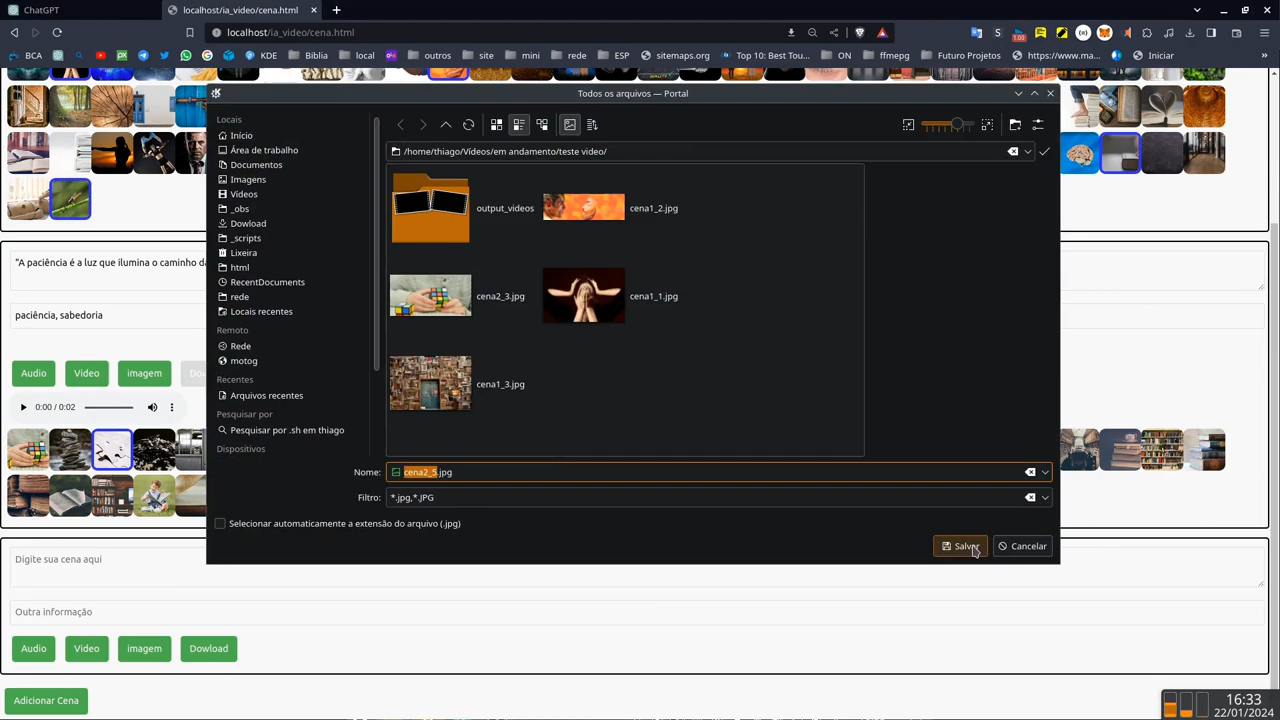 ChatGPT
localhost/ia_video/cena.html
localhost/ia_video/cena.html
1.00
BCA
KDE
Biblia
local
outros
site
mini
rede
ESP
sitemaps.org
Top 10: Best Tou...
ON
ffmepg
Futuro Projetos
https://www.ma...
Iniciar
Todos os arquivos — Portal
Locais
Início
Área de trabalho
Documentos
Imagens
Vídeos
_obs
Dowload
_scripts
Lixeira
html
RecentDocuments
rede
Locais recentes
Remoto
Rede
motog
Recentes
Arquivos recentes
Pesquisar por
Pesquisar por .sh em thiago
Dispositivos
/home/thiago/Vídeos/em andamento/teste video/
output_videos
cena1_2.jpg
cena2_3.jpg
cena1_1.jpg
cena1_3.jpg
Nome:
cena2_5.jpg
Filtro:
*.jpg,*.JPG
Selecionar automaticamente a extensão do arquivo (.jpg)
Salvar
Cancelar
"A paciência é a luz que ilumina o caminho da
paciência, sabedoria
Audio
Video
imagem
0:00 / 0:02
Digite sua cena aqui
Outra informação
Audio
Video
imagem
Dowload
Adicionar Cena
16:33
22/01/2024